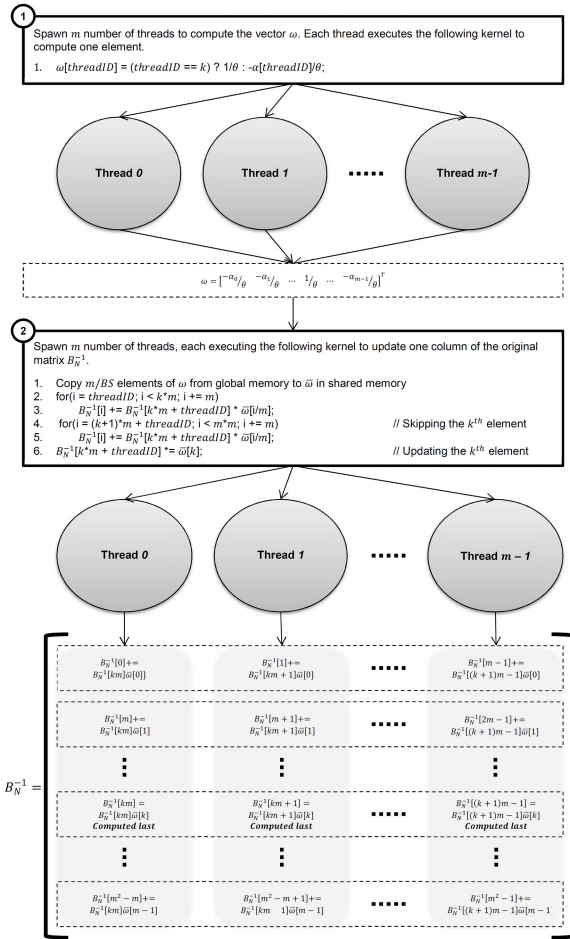 1
Spawn m number of threads to compute the vector ω. Each thread executes the following kernel to
compute one element.
1. ω[threadID] = (threadID == k) ? 1/θ : -α[threadID]/θ;
Thread 0
Thread 1
Thread m-1
ω = [−α₀/θ −α₁/θ ⋯ 1/θ ⋯ −αₘ₋₁/θ]ᵀ
2
Spawn m number of threads, each executing the following kernel to update one column of the original
matrix B_N^{-1}.
1. Copy m/BS elements of ω from global memory to ω̅ in shared memory
2. for(i = threadID; i < k*m; i += m)
3. B_N^{-1}[i] += B_N^{-1}[k*m + threadID] * ω̅[i/m];
4. for(i = (k+1)*m + threadID; i < m*m; i += m) // Skipping the k^{th} element
5. B_N^{-1}[i] += B_N^{-1}[k*m + threadID] * ω̅[i/m];
6. B_N^{-1}[k*m + threadID] *= ω̅[k]; // Updating the k^{th} element
Thread 0
Thread 1
Thread m − 1
B_N^{-1}[0]+=
B_N^{-1}[km]ω̅[0]]
B_N^{-1}[1]+=
B_N^{-1}[km + 1]ω̅[0]
B_N^{-1}[m − 1]+=
B_N^{-1}[(k + 1)m − 1]ω̅[0]
B_N^{-1}[m]+=
B_N^{-1}[km]ω̅[1]
B_N^{-1}[m + 1]+=
B_N^{-1}[km + 1]ω̅[1]
B_N^{-1}[2m − 1]+=
B_N^{-1}[(k + 1)m − 1]ω̅[1]
B_N^{-1} =
B_N^{-1}[km] =
B_N^{-1}[km]ω̅[k]
Computed last
B_N^{-1}[km + 1] =
B_N^{-1}[km + 1]ω̅[k]
Computed last
B_N^{-1}[(k + 1)m − 1] =
B_N^{-1}[(k + 1)m − 1]ω̅[k]
Computed last
B_N^{-1}[m² − m]+=
B_N^{-1}[km]ω̅[m − 1]
B_N^{-1}[m² − m + 1]+=
B_N^{-1}[km 1]ω̅[m − 1]
B_N^{-1}[m² − 1]+=
B_N^{-1}[(k + 1)m − 1]ω̅[m − 1]